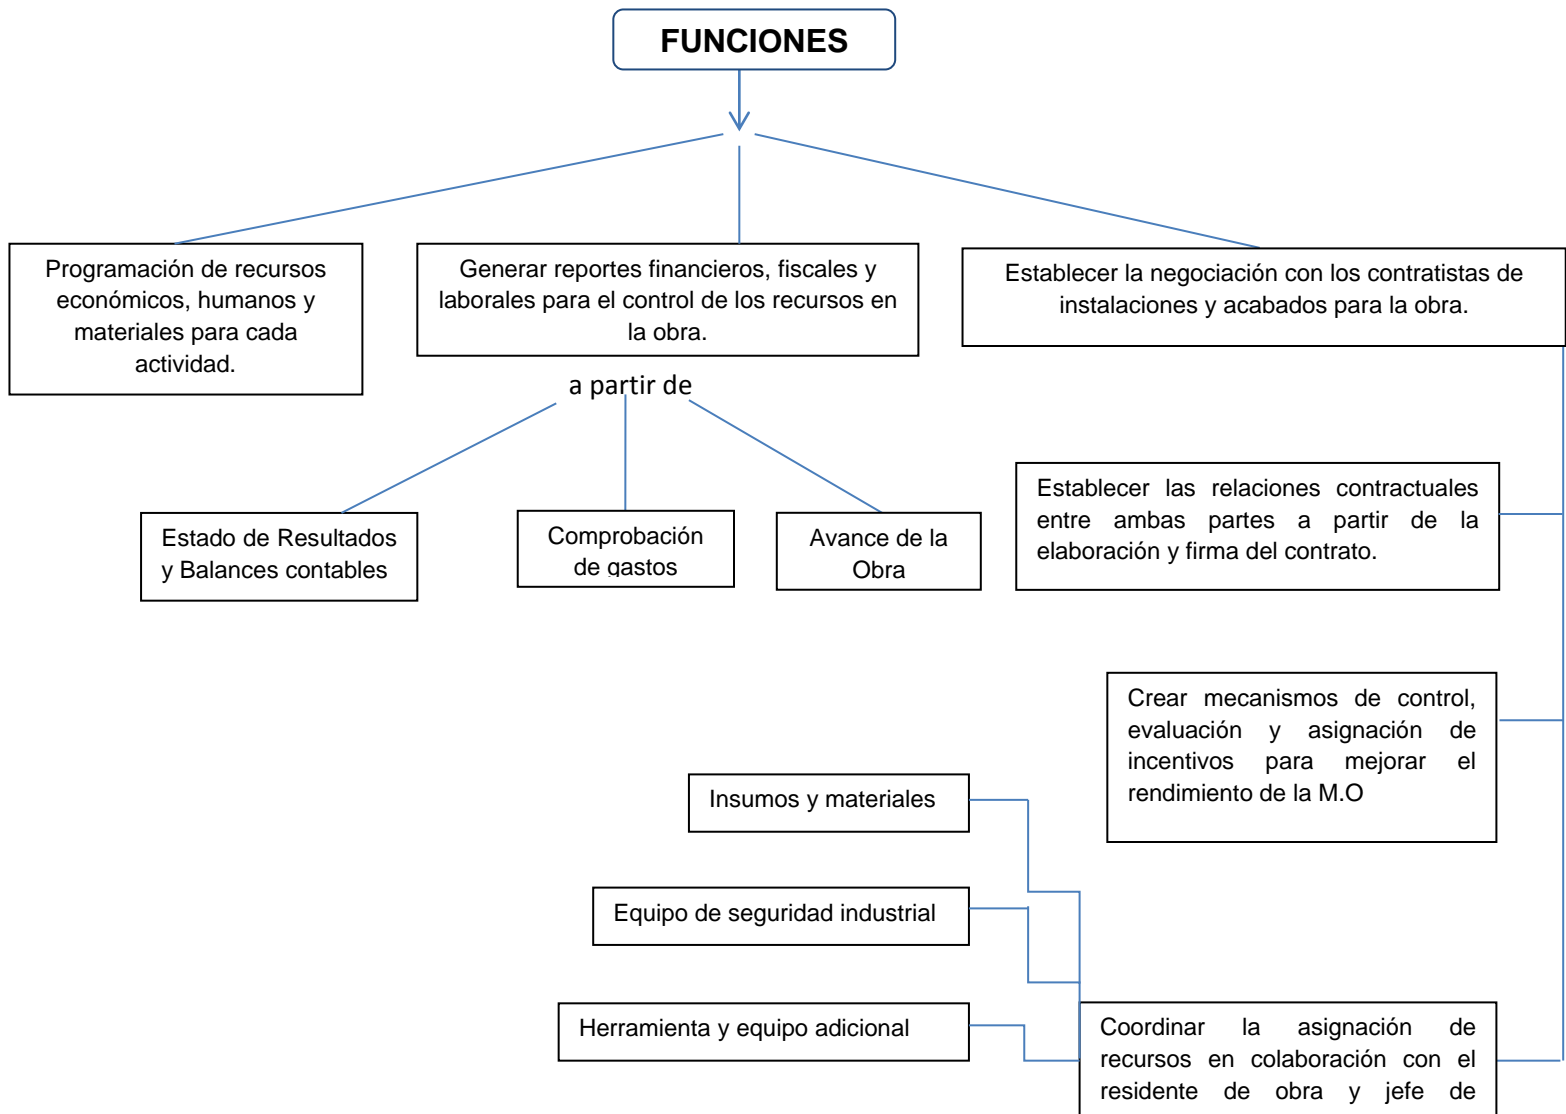 FUNCIONES
Programación de recursos
económicos, humanos y
materiales para cada
actividad.
Generar reportes financieros, fiscales y
laborales para el control de los recursos en
la obra.
Establecer la negociación con los contratistas de
instalaciones y acabados para la obra.
a partir de
Estado de Resultados
y Balances contables
Comprobación
de gastos
Avance de la
Obra
Establecer las relaciones contractuales
entre ambas partes a partir de la
elaboración y firma del contrato.
Crear mecanismos de control,
evaluación y asignación de
incentivos para mejorar el
rendimiento de la M.O
Insumos y materiales
Equipo de seguridad industrial
Herramienta y equipo adicional
Coordinar la asignación de
recursos en colaboración con el
residente de obra y jefe de